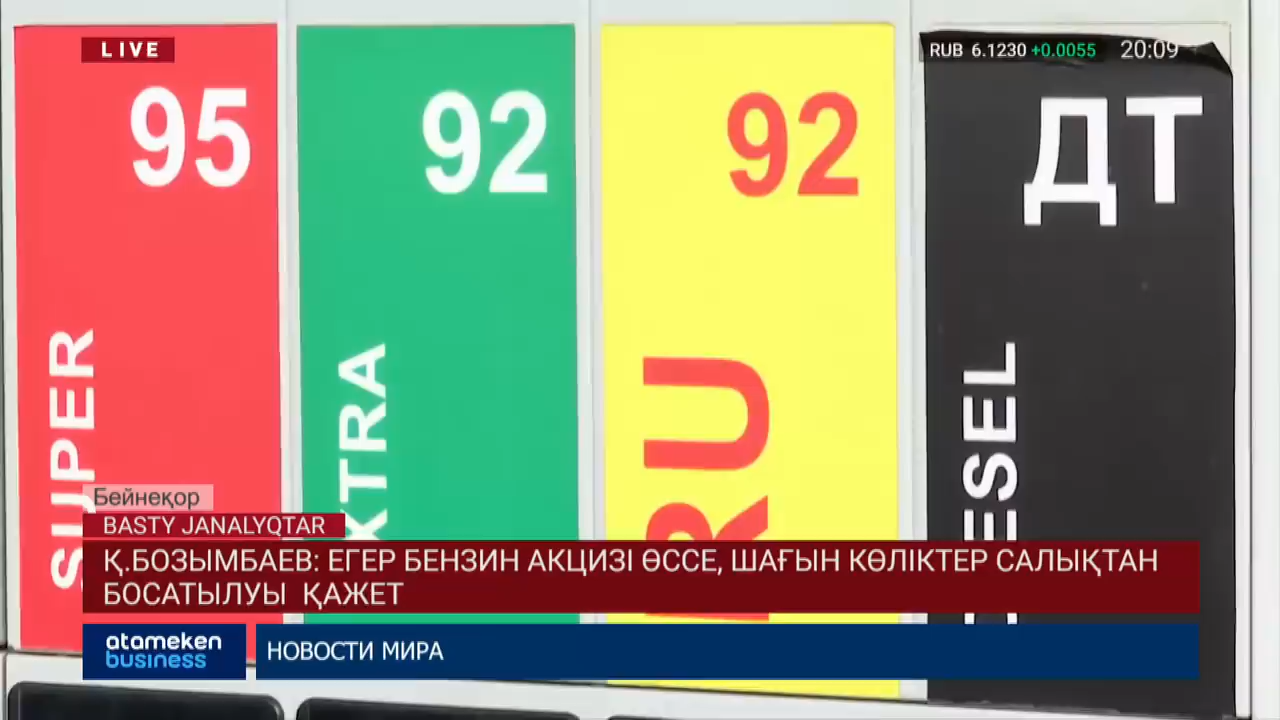 LIVE
RUB 6.1230 +0.0055 20:09
95
92
92
ДТ
SUPER
XTRA
RU
ESEL
Бейнеқор
BASTY JANALYQTAR
Қ.БОЗЫМБАЕВ: ЕГЕР БЕНЗИН АКЦИЗІ ӨССЕ, ШАҒЫН КӨЛІКТЕР САЛЫҚТАН
БОСАТЫЛУЫ ҚАЖЕТ
atameken
business
НОВОСТИ МИРА